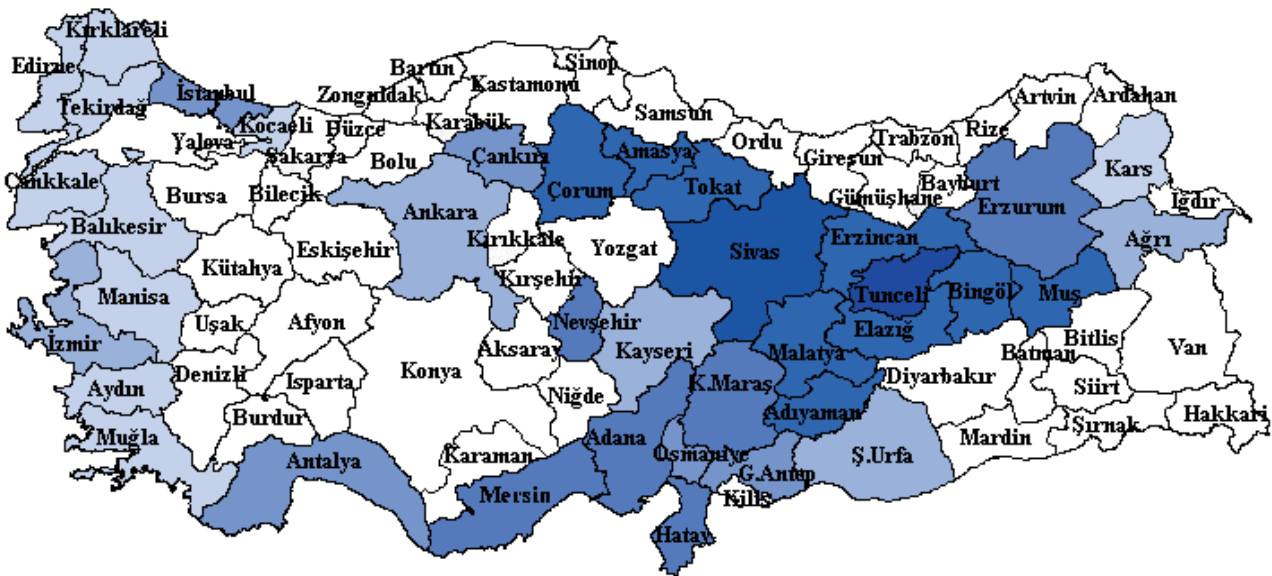 Kırklareli
Edirne
Tekirdağ
İstanbul
Kocaeli
Yalova
Sakarya
Düzce
Zonguldak
Bartın
Karabük
Kastamonu
Sinop
Samsun
Ordu
Giresun
Trabzon
Rize
Artvin
Ardahan
Çankkale
Balıkesir
Bursa
Bilecik
Bolu
Çankırı
Çorum
Amasya
Tokat
Gümüşhane
Bayburt
Erzurum
Kars
Iğdır
Ağrı
Ankara
Eskişehir
Kütahya
Kırıkkale
Kırşehir
Yozgat
Sivas
Erzincan
Tunceli
Bingöl
Muş
Manisa
İzmir
Uşak
Afyon
Konya
Aksaray
Nevşehir
Kayseri
Malatya
Elazığ
Bitlis
Van
Aydın
Denizli
Isparta
Burdur
Niğde
K.Maraş
Adıyaman
Diyarbakır
Batman
Siirt
Hakkari
Şırnak
Mardin
Muğla
Antalya
Karaman
Mersin
Adana
Osmaniye
G.Antep
Kilis
Ş.Urfa
Hatay